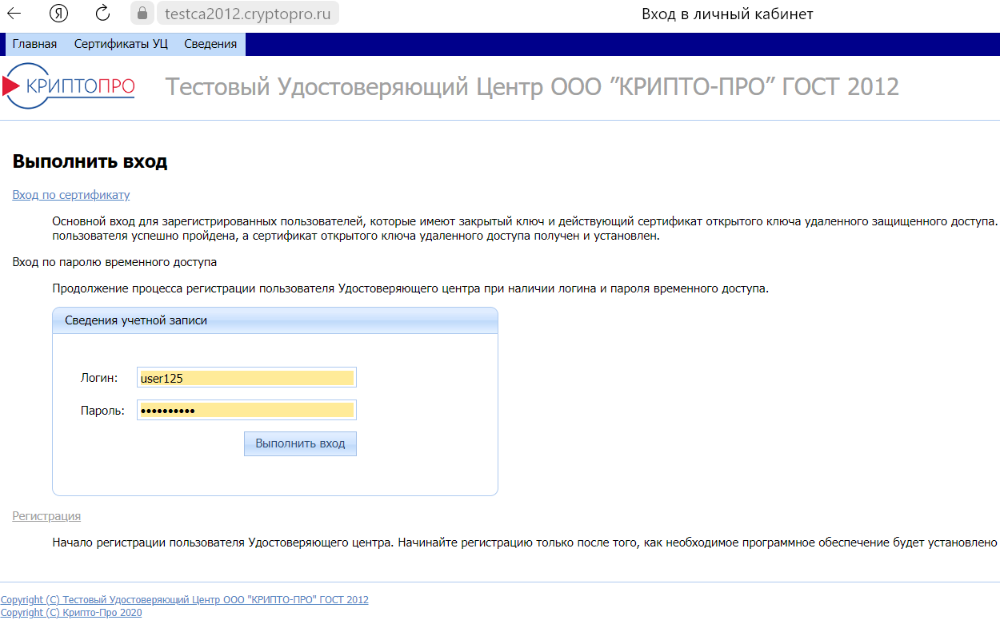 Я testca2012.cryptopro.ru Вход в личный кабинет
Главная Сертификаты УЦ Сведения
КРИПТОПРО Тестовый Удостоверяющий Центр ООО ”КРИПТО-ПРО” ГОСТ 2012
Выполнить вход
Вход по сертификату
Основной вход для зарегистрированных пользователей, которые имеют закрытый ключ и действующий сертификат открытого ключа удаленного защищенного доступа.
пользователя успешно пройдена, а сертификат открытого ключа удаленного доступа получен и установлен.
Вход по паролю временного доступа
Продолжение процесса регистрации пользователя Удостоверяющего центра при наличии логина и пароля временного доступа.
Сведения учетной записи
Логин: user125
Пароль: ••••••••••
Выполнить вход
Регистрация
Начало регистрации пользователя Удостоверяющего центра. Начинайте регистрацию только после того, как необходимое программное обеспечение будет установлено
Copyright (C) Тестовый Удостоверяющий Центр ООО "КРИПТО-ПРО" ГОСТ 2012
Copyright (C) Крипто-Про 2020